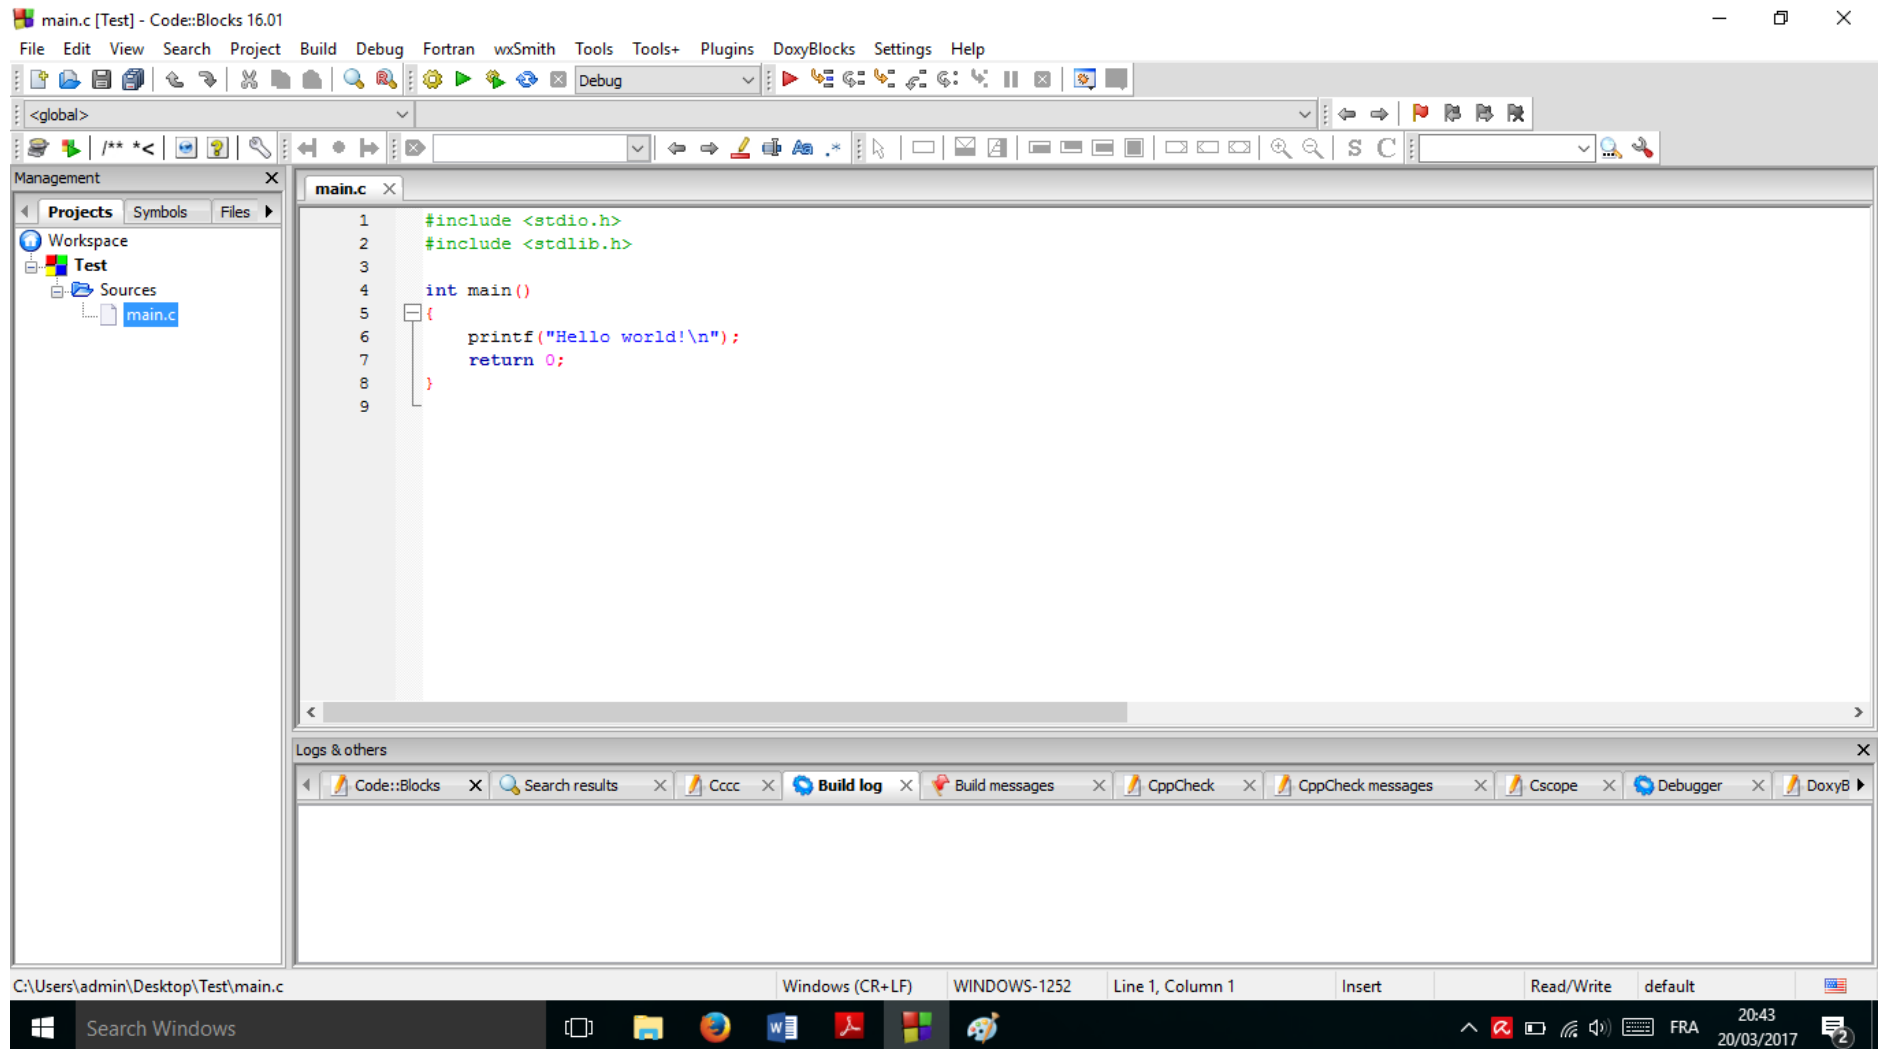 main.c [Test] - Code::Blocks 16.01
File Edit View Search Project Build Debug Fortran wxSmith Tools Tools+ Plugins DoxyBlocks Settings Help
Debug
<global>
/** *<
Aa .*
S C
Management
main.c
Projects Symbols Files
Workspace
Test
Sources
main.c
1 #include <stdio.h>
2 #include <stdlib.h>
3
4 int main()
5 {
6 printf("Hello world!\n");
7 return 0;
8 }
9
Logs & others
Code::Blocks Search results Cccc Build log Build messages CppCheck CppCheck messages Cscope Debugger DoxyB
C:\Users\admin\Desktop\Test\main.c Windows (CR+LF) WINDOWS-1252 Line 1, Column 1 Insert Read/Write default
Search Windows
FRA
20:43
20/03/2017
2